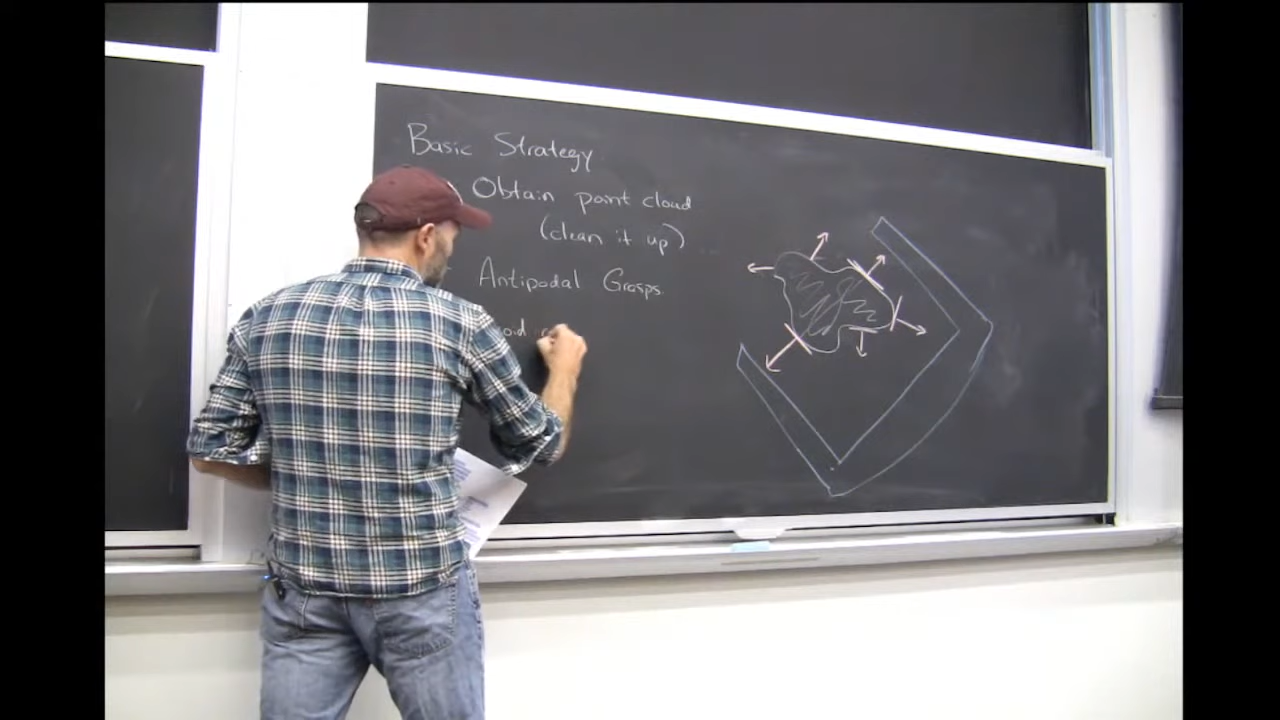 Basic Strategy
Obtain point cloud
(clean it up)
Antipodal Grasps